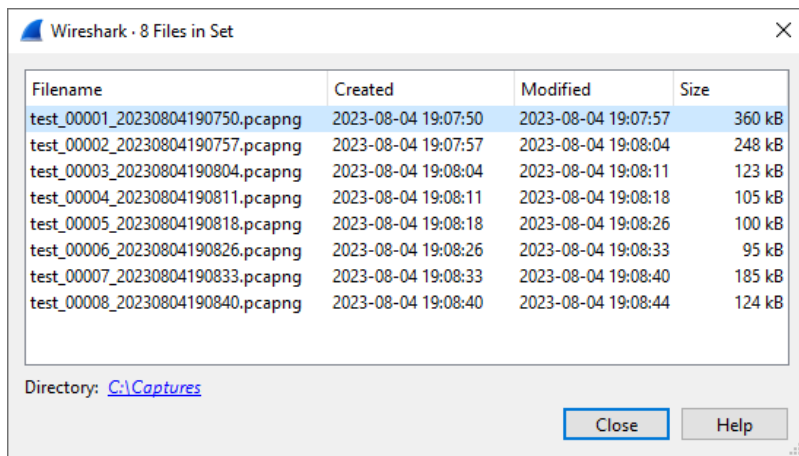 Wireshark · 8 Files in Set
Filename Created Modified Size
test_00001_20230804190750.pcapng 2023-08-04 19:07:50 2023-08-04 19:07:57 360 kB
test_00002_20230804190757.pcapng 2023-08-04 19:07:57 2023-08-04 19:08:04 248 kB
test_00003_20230804190804.pcapng 2023-08-04 19:08:04 2023-08-04 19:08:11 123 kB
test_00004_20230804190811.pcapng 2023-08-04 19:08:11 2023-08-04 19:08:18 105 kB
test_00005_20230804190818.pcapng 2023-08-04 19:08:18 2023-08-04 19:08:26 100 kB
test_00006_20230804190826.pcapng 2023-08-04 19:08:26 2023-08-04 19:08:33 95 kB
test_00007_20230804190833.pcapng 2023-08-04 19:08:33 2023-08-04 19:08:40 185 kB
test_00008_20230804190840.pcapng 2023-08-04 19:08:40 2023-08-04 19:08:44 124 kB
Directory: C:\Captures
Close Help